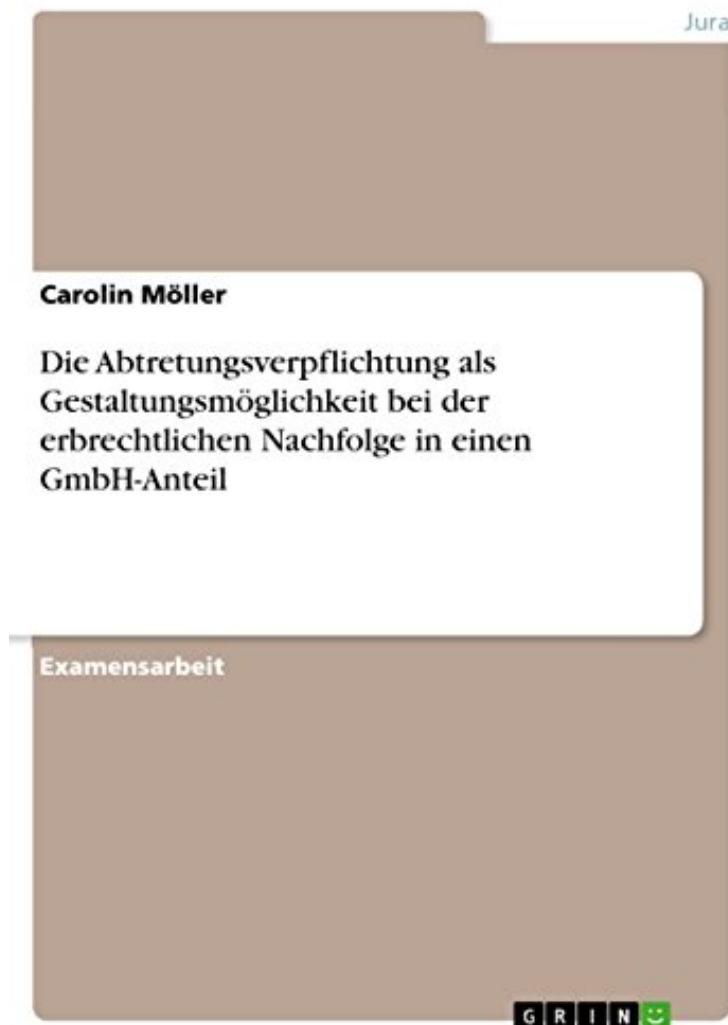 Jura
Carolin Möller
Die Abtretungsverpflichtung als
Gestaltungsmöglichkeit bei der
erbrechtlichen Nachfolge in einen
GmbH-Anteil
Examensarbeit
GRIN